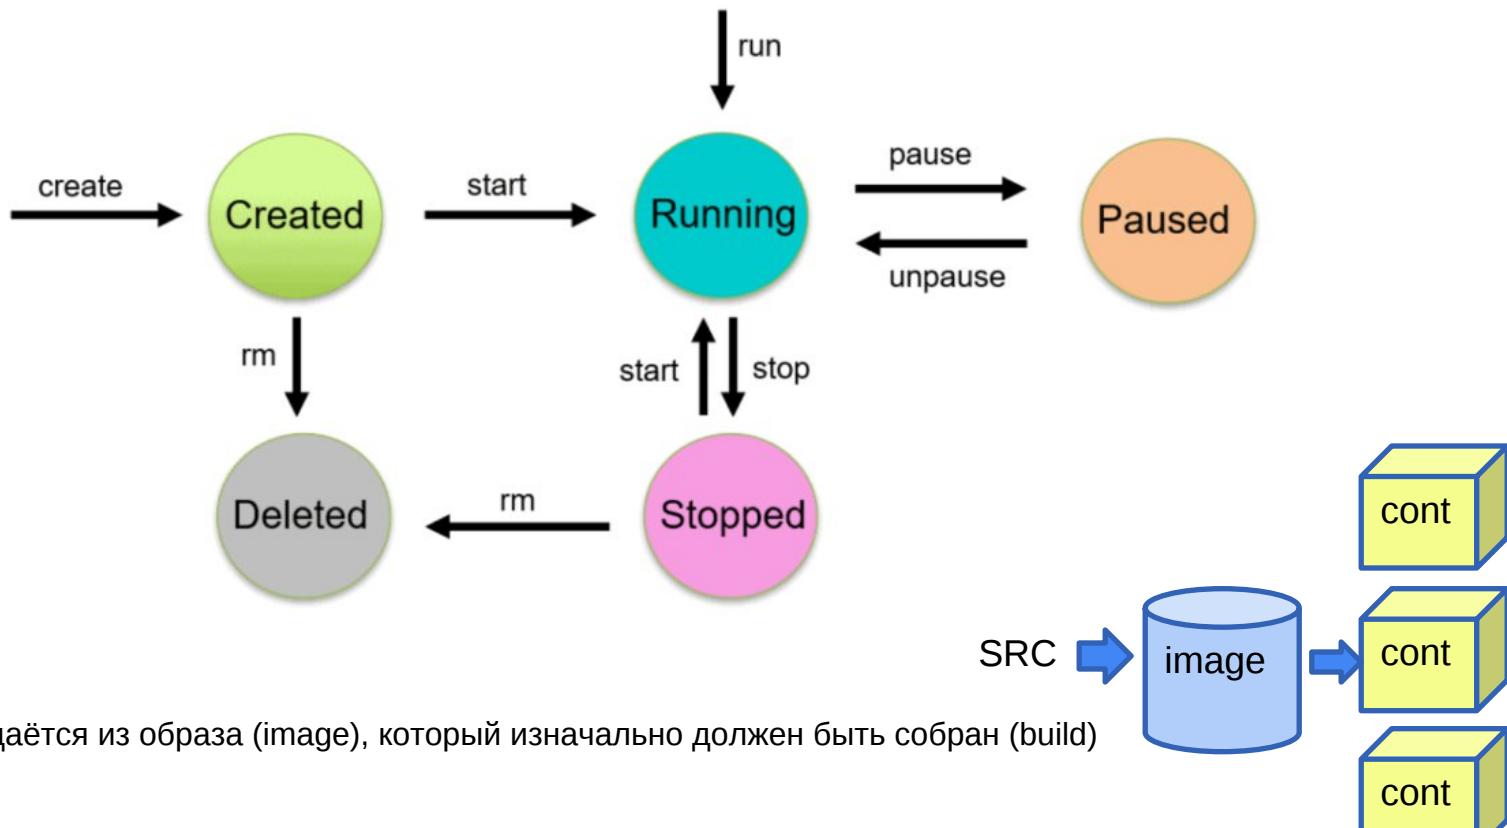 run
create
Created
start
Running
pause
unpause
Paused
rm
start
stop
Deleted
rm
Stopped
cont
SRC
image
cont
из образа (image), который изначально должен быть собран (build)
cont